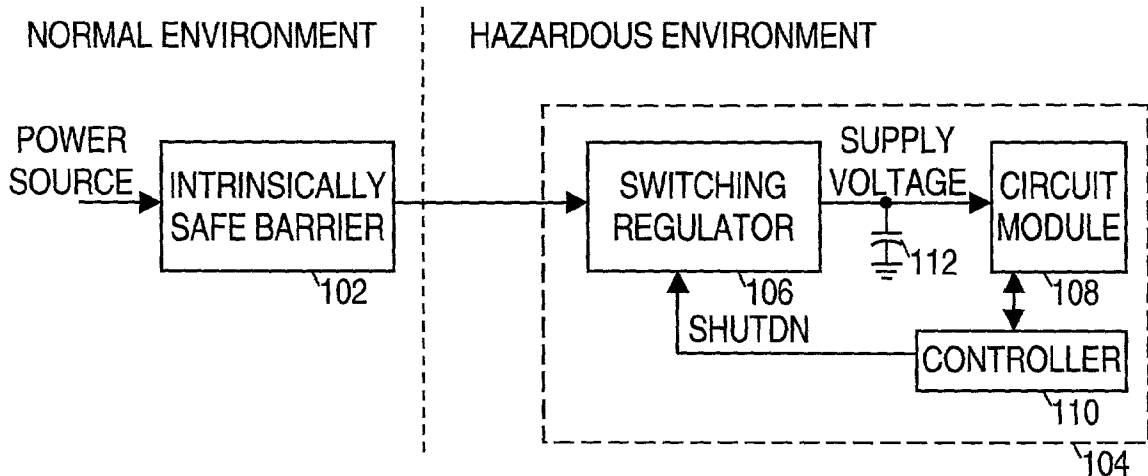 NORMAL ENVIRONMENT
HAZARDOUS ENVIRONMENT
POWER
SOURCE
INTRINSICALLY
SAFE BARRIER
102
SWITCHING
REGULATOR
106
SUPPLY
VOLTAGE
112
CIRCUIT
MODULE
108
SHUTDN
CONTROLLER
110
104